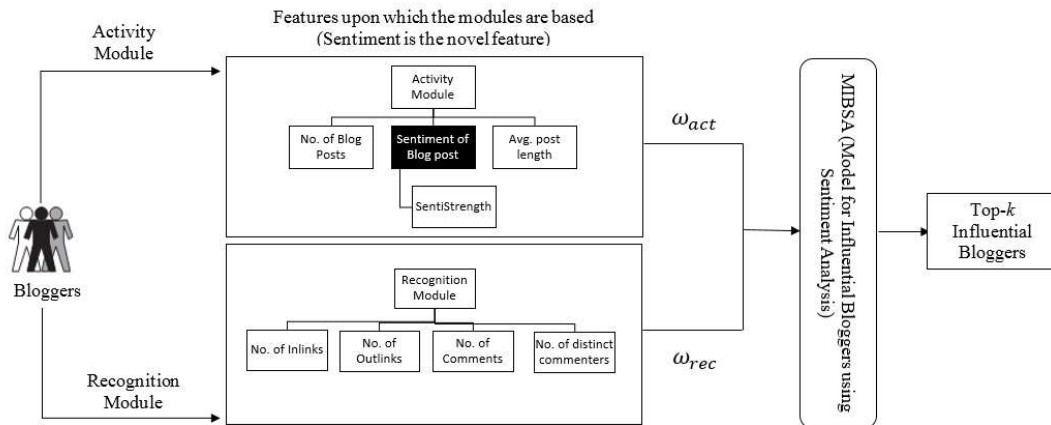 Features upon which the modules are based
(Sentiment is the novel feature)
Activity
Module
Activity
Module
No. of Blog
Posts
Sentiment of
Blog post
Avg. post
length
SentiStrength
ω_act
Bloggers
Recognition
Module
No. of Inlinks
No. of
Outlinks
No. of
Comments
No. of distinct
commenters
ω_rec
Recognition
Module
MIBSA (Model for Influential Bloggers using
Sentiment Analysis)
Top-k
Influential
Bloggers